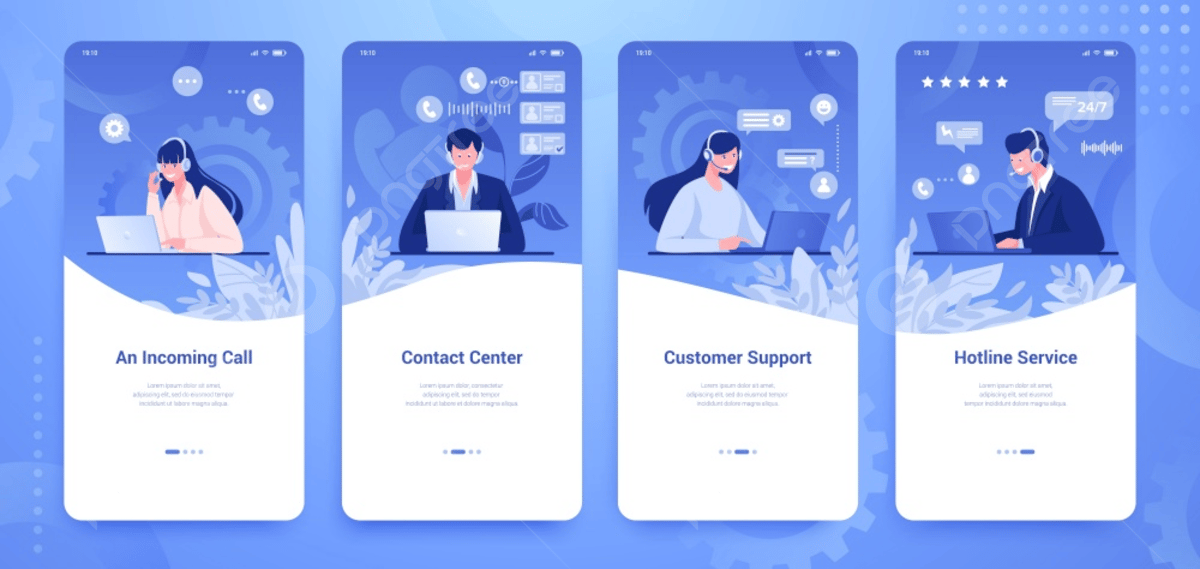 19:10
An Incoming Call
Lorem ipsum dolor sit amet,
adipiscing elit, sed do eiusmod tempor
incididunt ut labore magna aliqua.
19:10
Contact Center
Lorem ipsum dolor, consectetur
adipiscing elit, sed do tempor
incididunt ut labore et dolore magna aliqua.
19:10
Customer Support
Lorem ipsum dolor sit amet,
adipiscing elit, sed do eiusmod tempor
incididunt dolore magna aliqua.
19:10
24/7
Hotline Service
Lorem ipsum dolor sit amet,
adipiscing elit, sed do eiusmod
tempor incididunt ut labore magna aliqua.